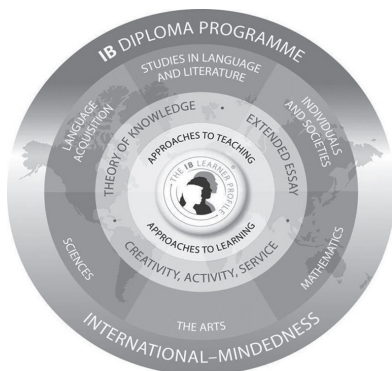 IB DIPLOMA PROGRAMME
STUDIES IN LANGUAGE
AND LITERATURE
LANGUAGE
ACQUISITION
INDIVIDUALS
AND SOCIETIES
THEORY OF KNOWLEDGE
EXTENDED ESSAY
APPROACHES TO TEACHING
THE IB LEARNER PROFILE
APPROACHES TO LEARNING
CREATIVITY, ACTIVITY, SERVICE
SCIENCES
MATHEMATICS
THE ARTS
INTERNATIONAL–MINDEDNESS